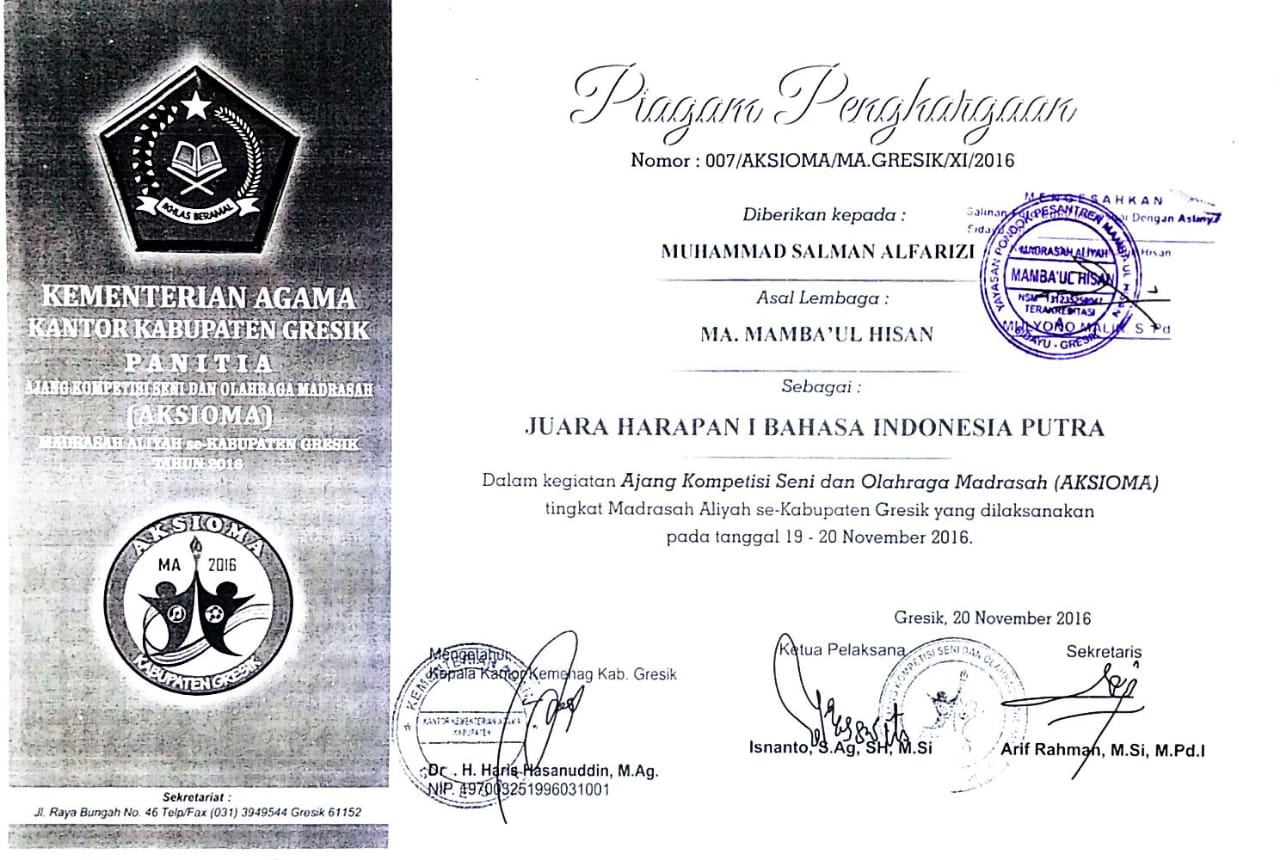 IKHLAS BERAMAL
KEMENTERIAN AGAMA
KANTOR KABUPATEN GRESIK
PANITIA
AJANG KOMPETISI SENI DAN OLAHRAGA MADRASAH
(AKSIOMA)
MADRASAH ALIYAH se-KABUPATEN GRESIK
TAHUN 2016
AKSIOMA
MA 2016
KABUPATEN GRESIK
Sekretariat :
Jl. Raya Bungah No. 46 Telp/Fax (031) 3949544 Gresik 61152
Piagam Penghargaan
Nomor : 007/AKSIOMA/MA.GRESIK/XI/2016
MENGESAHKAN
Salinan Dengan Aslinya
YAYASAN PONDOK PESANTREN MAMBA'UL HISAN
MADRASAH ALIYAH
MAMBA'UL HISAN
NSM
TERAKREDITASI
A
SIDAYU - GRESIK
MULYONO MALIK, S Pd
Diberikan kepada :
MUHAMMAD SALMAN ALFARIZI
Asal Lembaga :
MA. MAMBA'UL HISAN
Sebagai :
JUARA HARAPAN I BAHASA INDONESIA PUTRA
Dalam kegiatan Ajang Kompetisi Seni dan Olahraga Madrasah (AKSIOMA)
tingkat Madrasah Aliyah se-Kabupaten Gresik yang dilaksanakan
pada tanggal 19 - 20 November 2016.
Gresik, 20 November 2016
Mengetahui,
Kepala Kantor Kemenag Kab. Gresik
KEMENTERIAN
KANTOR KEMENTERIAN AGAMA
KABUPATEN
Dr. H. Haris Hasanuddin, M.Ag.
NIP. 197003251996031001
Ketua Pelaksana
KOMPETISI SENI DAN
Isnanto, S.Ag, SH, M.Si
Sekretaris
Arif Rahman, M.Si, M.Pd.I